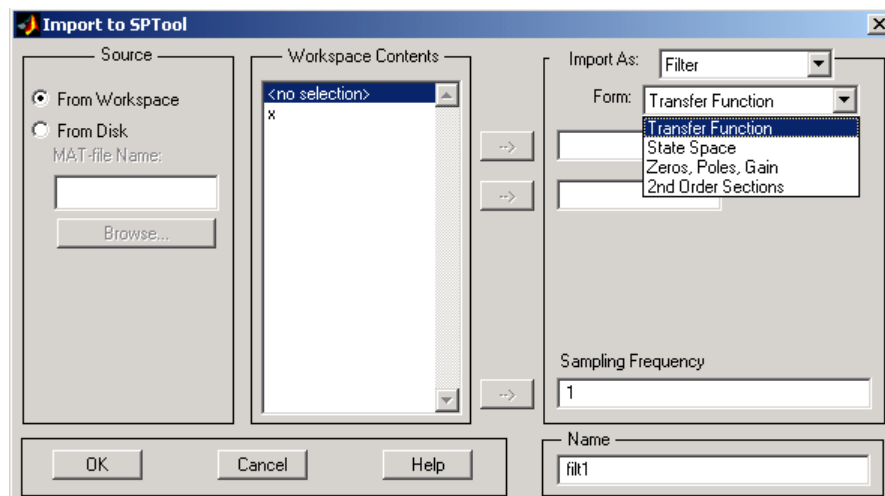 Import to SPTool
Source
From Workspace
From Disk
MAT-file Name:
Browse...
Workspace Contents
<no selection>
x
-->
-->
-->
Import As: Filter
Form: Transfer Function
Transfer Function
State Space
Zeros, Poles, Gain
2nd Order Sections
Sampling Frequency
1
OK Cancel Help
Name
filt1